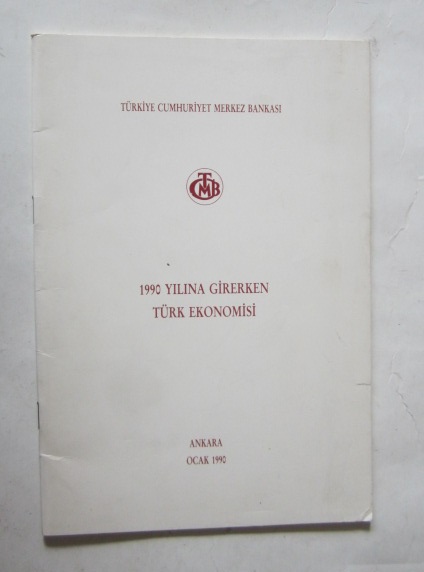 TÜRKİYE CUMHURİYET MERKEZ BANKASI
TCMB
1990 YILINA GİRERKEN
TÜRK EKONOMİSİ
ANKARA
OCAK 1990